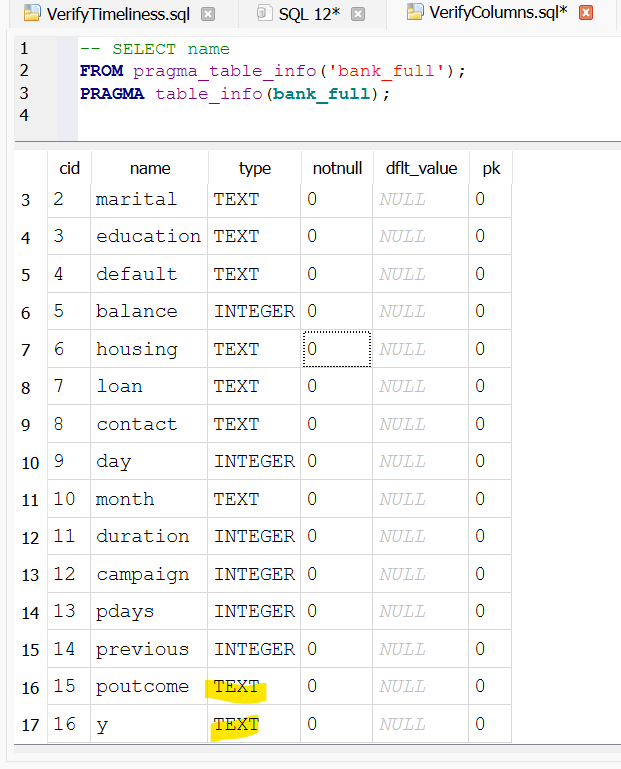 VerifyTimeliness.sql SQL 12* VerifyColumns.sql*
1 -- SELECT name
2 FROM pragma_table_info('bank_full');
3 PRAGMA table_info(bank_full);
4
cid name type notnull dflt_value pk
3 2 marital TEXT 0 NULL 0
4 3 education TEXT 0 NULL 0
5 4 default TEXT 0 NULL 0
6 5 balance INTEGER 0 NULL 0
7 6 housing TEXT 0 NULL 0
8 7 loan TEXT 0 NULL 0
9 8 contact TEXT 0 NULL 0
10 9 day INTEGER 0 NULL 0
11 10 month TEXT 0 NULL 0
12 11 duration INTEGER 0 NULL 0
13 12 campaign INTEGER 0 NULL 0
14 13 pdays INTEGER 0 NULL 0
15 14 previous INTEGER 0 NULL 0
16 15 poutcome TEXT 0 NULL 0
17 16 y TEXT 0 NULL 0